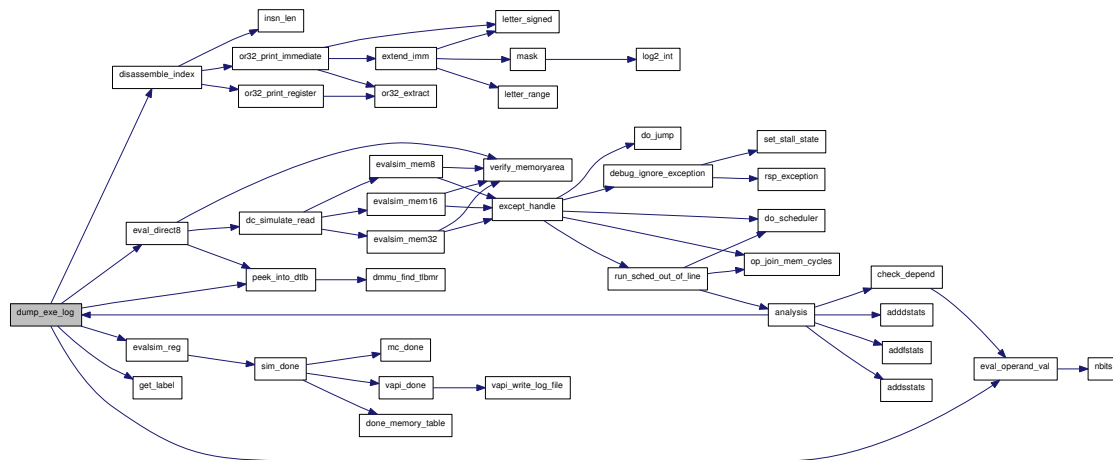 insn_len
letter_signed
or32_print_immediate
extend_imm
mask
log2_int
disassemble_index
or32_print_register
or32_extract
letter_range
do_jump
set_stall_state
evalsim_mem8
verify_memoryarea
debug_ignore_exception
rsp_exception
evalsim_mem16
except_handle
dc_simulate_read
do_scheduler
eval_direct8
evalsim_mem32
op_join_mem_cycles
peek_into_dtlb
dmmu_find_tlbmr
run_sched_out_of_line
check_depend
dump_exe_log
analysis
adddstats
evalsim_reg
mc_done
addfstats
sim_done
eval_operand_val
nbits
get_label
vapi_done
vapi_write_log_file
addsstats
done_memory_table